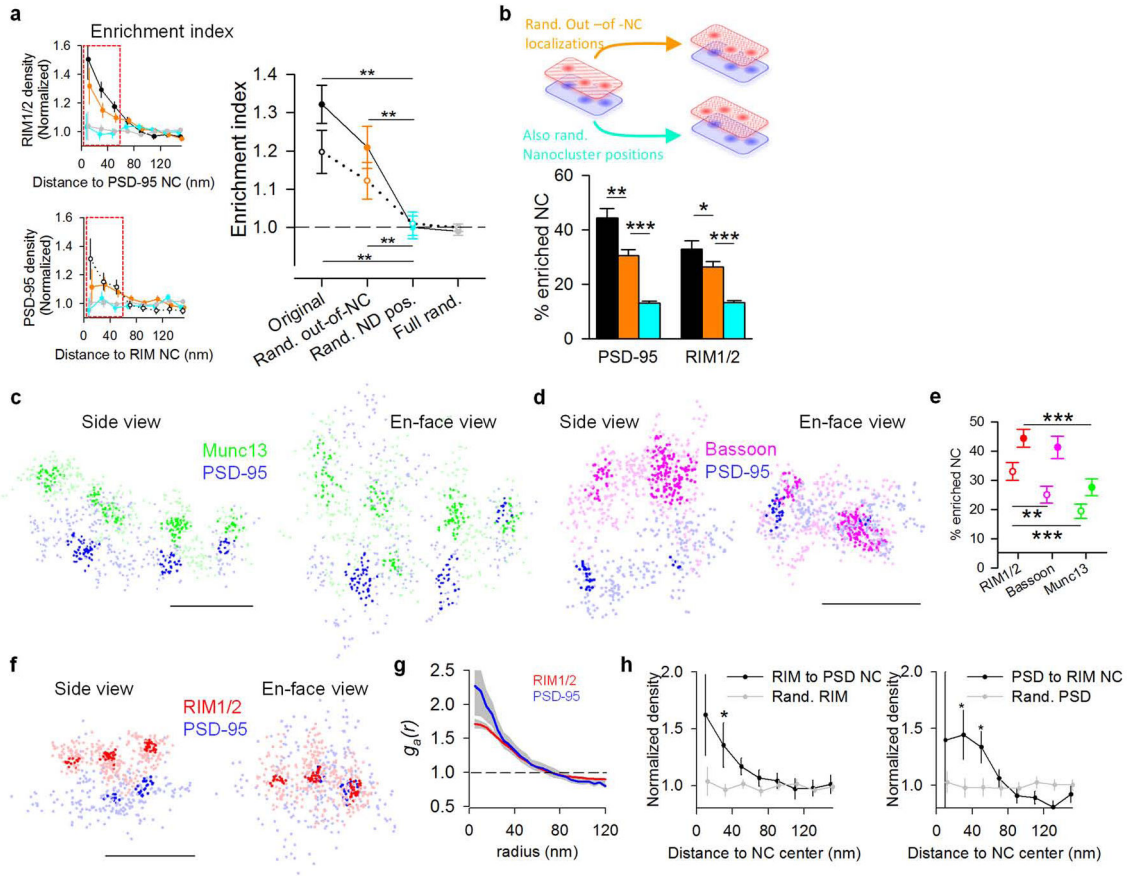 a
Enrichment index
RIM1/2 density
(Normalized)
1.6
1.4
1.2
1.0
0
40
80
120
Distance to PSD-95 NC (nm)
PSD-95 density
(Normalized)
1.6
1.4
1.2
1.0
0
40
80
120
Distance to RIM NC (nm)
Enrichment index
1.4
1.3
1.2
1.1
1.0
**
**
**
**
Original
Rand. out-of-NC
Rand. ND pos.
Full rand.
b
Rand. Out –of -NC
localizations
Also rand.
Nanocluster positions
% enriched NC
60
40
20
0
**
***
*
***
PSD-95
RIM1/2
c
Side view
En-face view
Munc13
PSD-95
d
Side view
En-face view
Bassoon
PSD-95
e
% enriched NC
50
40
30
20
10
0
***
**
***
RIM1/2
Bassoon
Munc13
f
Side view
En-face view
RIM1/2
PSD-95
g
RIM1/2
PSD-95
ga(r)
2.5
2.0
1.5
1.0
0.5
0
40
80
120
radius (nm)
h
Normalized density
2.0
1.5
1.0
RIM to PSD NC
Rand. RIM
*
0
40
80
120
Distance to NC center (nm)
Normalized density
2.0
1.5
1.0
PSD to RIM NC
Rand. PSD
*
*
0
40
80
120
Distance to NC center (nm)